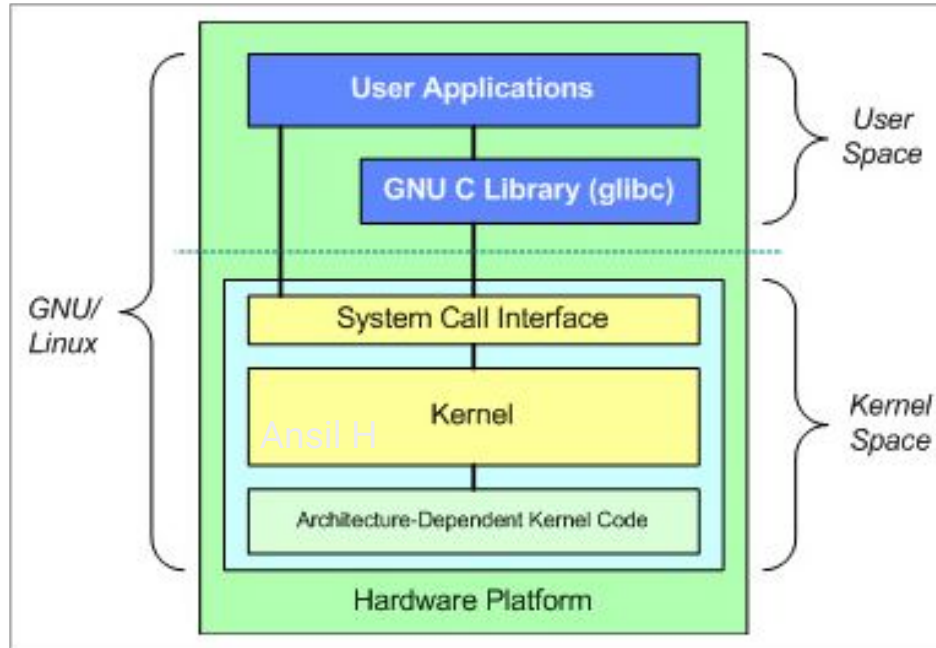 User Applications
User
Space
GNU C Library (glibc)
GNU/
Linux
System Call Interface
Kernel
Ansil H
Kernel
Space
Architecture-Dependent Kernel Code
Hardware Platform